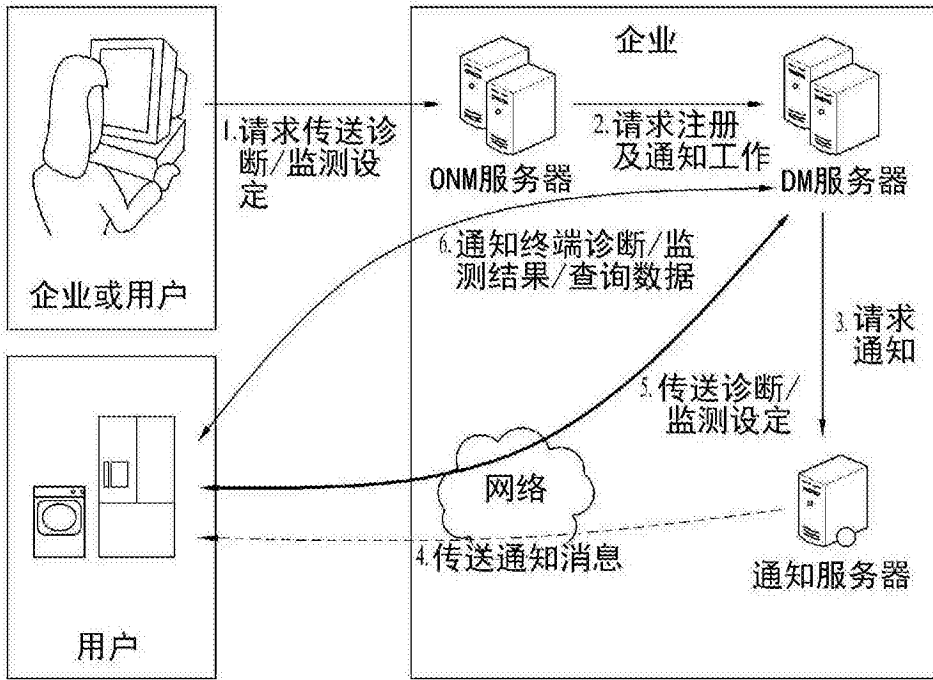 企业
1.请求传送诊
断/监测设
定
ONM服务器
2.请求注册
及通知工作
DM服务器
企业或用户
6.通知终端诊断/监
测结果/查询数据
3.请求
通知
5.传送诊断/
监测设定
网络
4.传送通知消息
通知服务器
用户